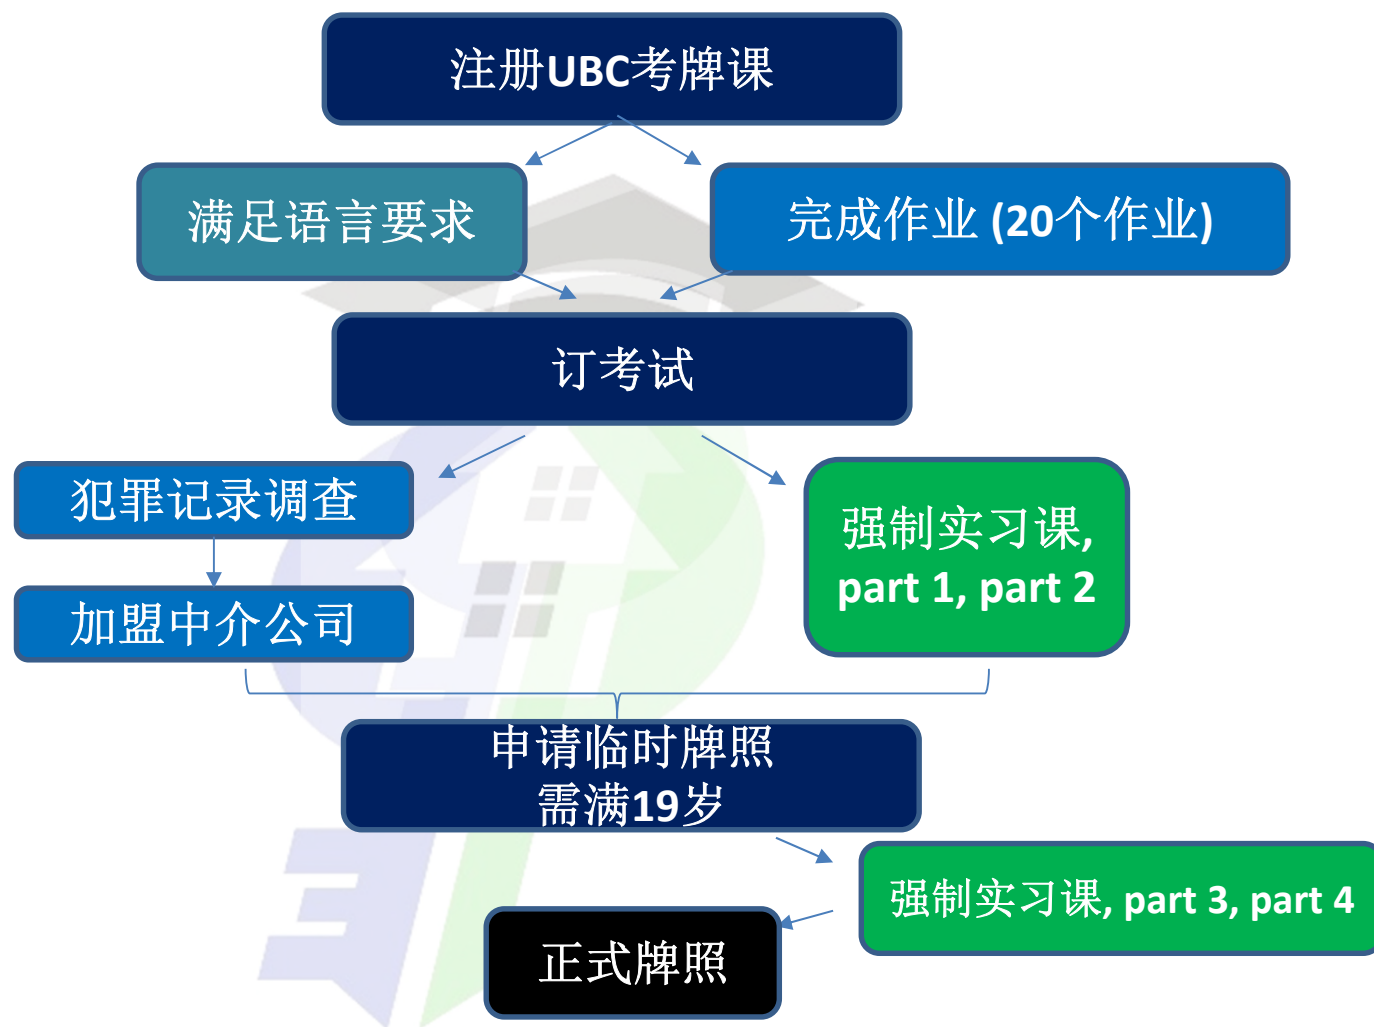 注册UBC考牌课
满足语言要求
完成作业 (20个作业)
订考试
犯罪记录调查
强制实习课,
part 1, part 2
加盟中介公司
申请临时牌照
需满19岁
强制实习课, part 3, part 4
正式牌照